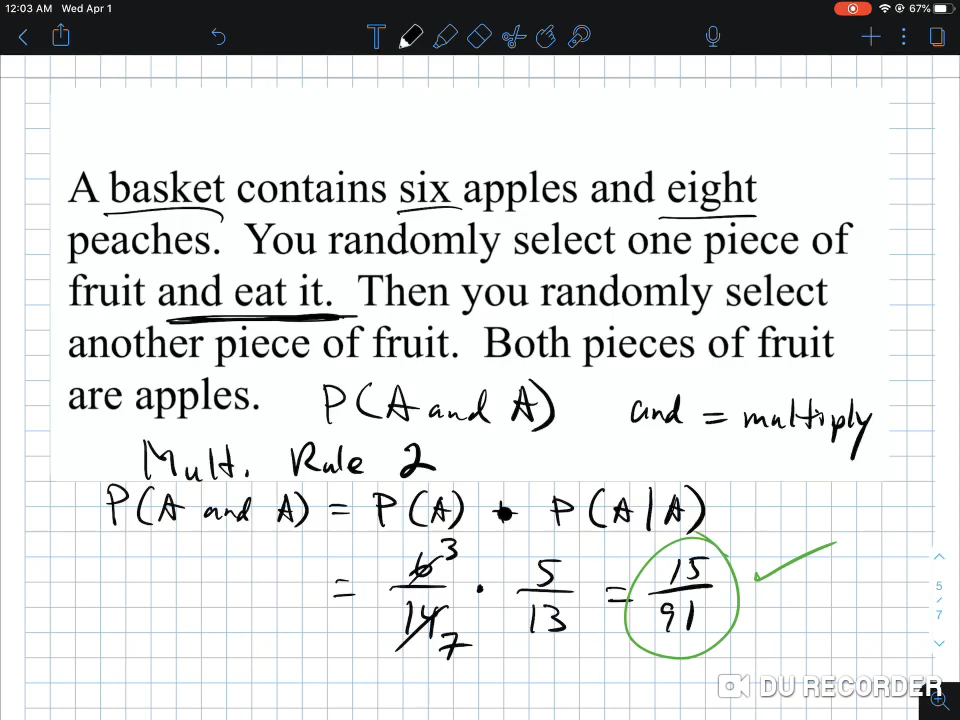 12:03 AM Wed Apr 1
67%
A basket contains six apples and eight
peaches. You randomly select one piece of
fruit and eat it. Then you randomly select
another piece of fruit. Both pieces of fruit
are apples. P(A and A) and = multiply
Mult. Rule 2
P(A and A) = P(A) · P(A|A)
= 6/14 3 7 · 5/13 = 15/91 ✓
5/7
DU RECORDER